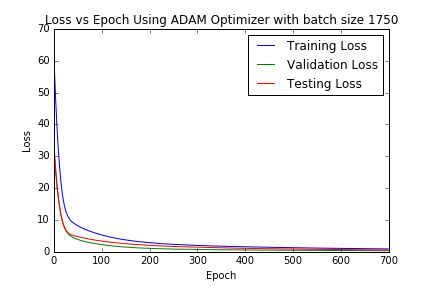 Loss vs Epoch Using ADAM Optimizer with batch size 1750
70
60
50
40
30
20
10
0
Loss
Training Loss
Validation Loss
Testing Loss
0 100 200 300 400 500 600 700
Epoch